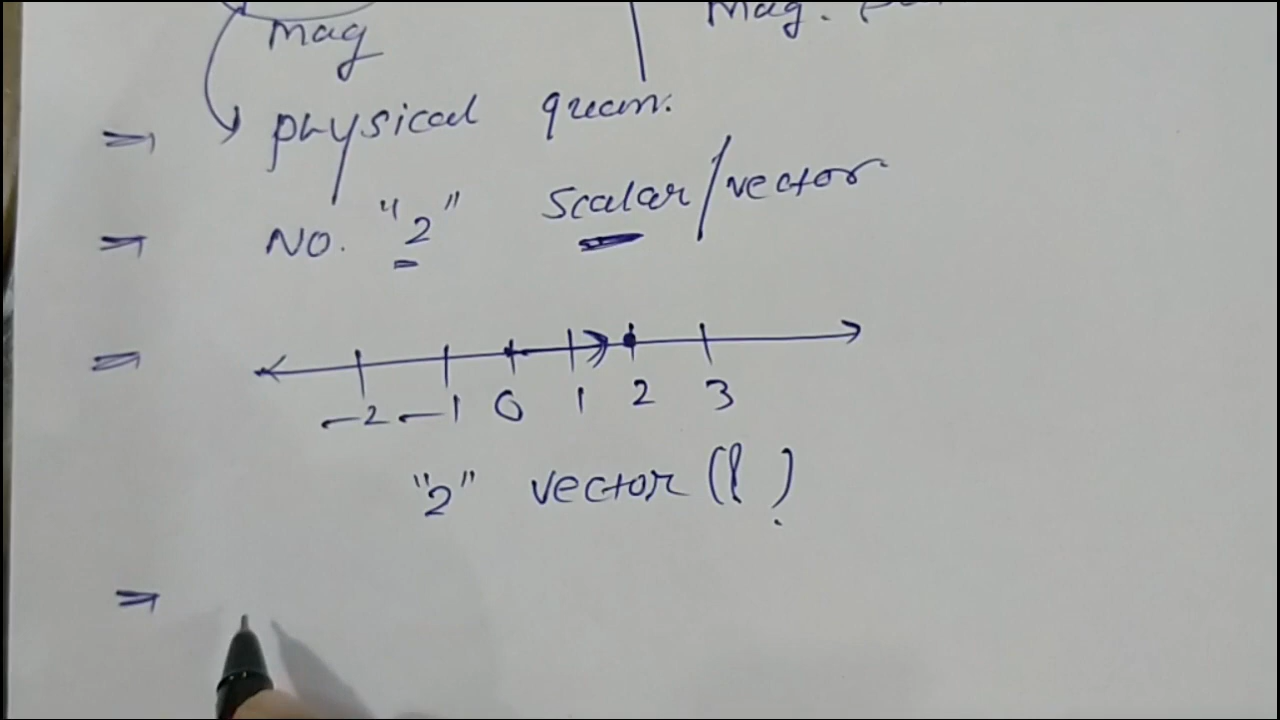 mag Mag.
⇒ physical quan.
⇒ NO. "2" Scalar/vector
⇒ -2 -1 0 1 2 3
"2" vector (?)
⇒